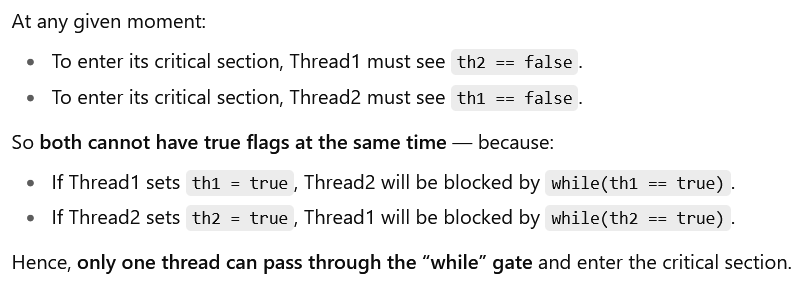 At any given moment:
• To enter its critical section, Thread1 must see th2 == false.
• To enter its critical section, Thread2 must see th1 == false.
So both cannot have true flags at the same time — because:
• If Thread1 sets th1 = true, Thread2 will be blocked by while(th1 == true).
• If Thread2 sets th2 = true, Thread1 will be blocked by while(th2 == true).
Hence, only one thread can pass through the “while” gate and enter the critical section.